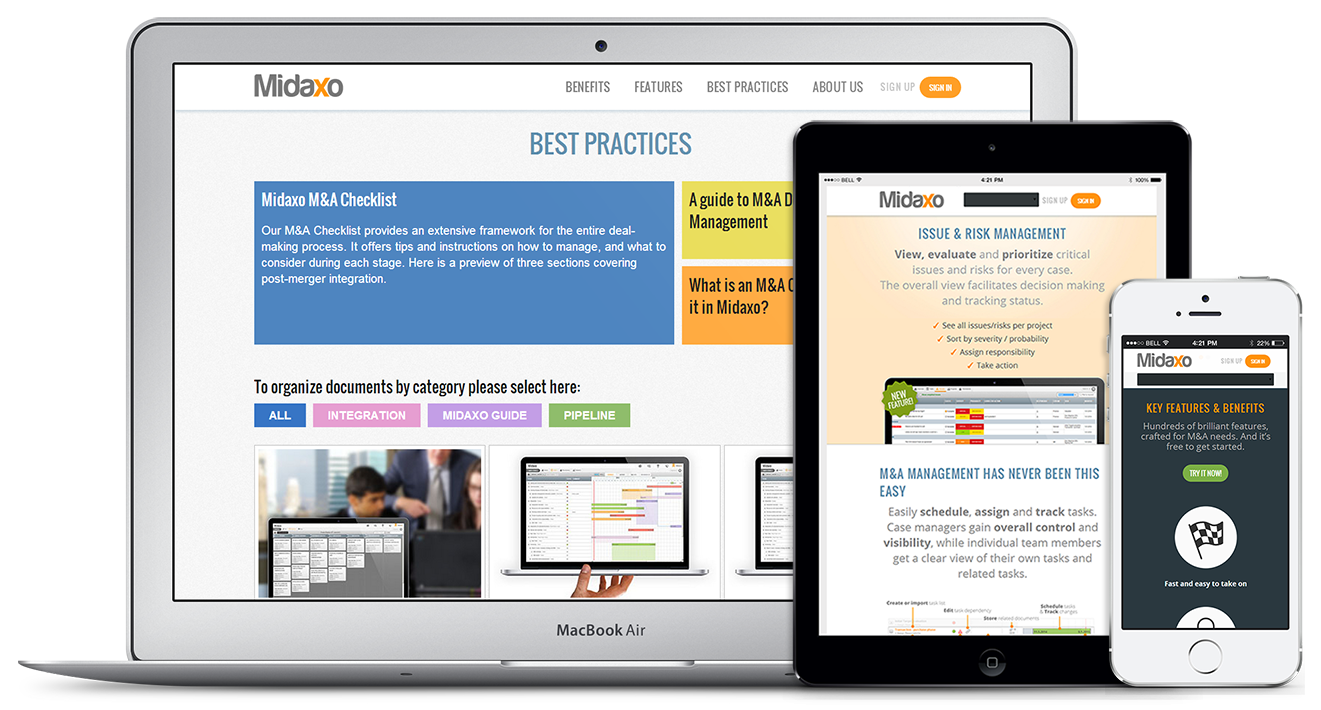 Midaxo
BENEFITS FEATURES BEST PRACTICES ABOUT US SIGN UP SIGN IN
BEST PRACTICES
Midaxo M&A Checklist
Our M&A Checklist provides an extensive framework for the entire deal-
making process. It offers tips and instructions on how to manage, and what to
consider during each stage. Here is a preview of three sections covering
post-merger integration.
A guide to M&A D
Management
What is an M&A
it in Midaxo?
To organize documents by category please select here:
ALL INTEGRATION MIDAXO GUIDE PIPELINE
MacBook Air
BELL 4:21 PM 100%
Midaxo SIGN UP SIGN IN
ISSUE & RISK MANAGEMENT
View, evaluate and prioritize critical
issues and risks for every case.
The overall view facilitates decision making
and tracking status.
✓ See all issues/risks per project
✓ Sort by severity / probability
✓ Assign responsibility
✓ Take action
NEW
FEATURE!
M&A MANAGEMENT HAS NEVER BEEN THIS
EASY
Easily schedule, assign and track tasks.
Case managers gain overall control and
visibility, while individual team members
get a clear view of their own tasks and
related tasks.
Create or import task list
Edit task dependency
Store related documents
Schedule tasks
& Track changes
BELL 4:21 PM 22%
Midaxo SIGN UP SIGN IN
KEY FEATURES & BENEFITS
Hundreds of brilliant features,
crafted for M&A needs. And it's
free to get started.
TRY IT NOW!
Fast and easy to take on